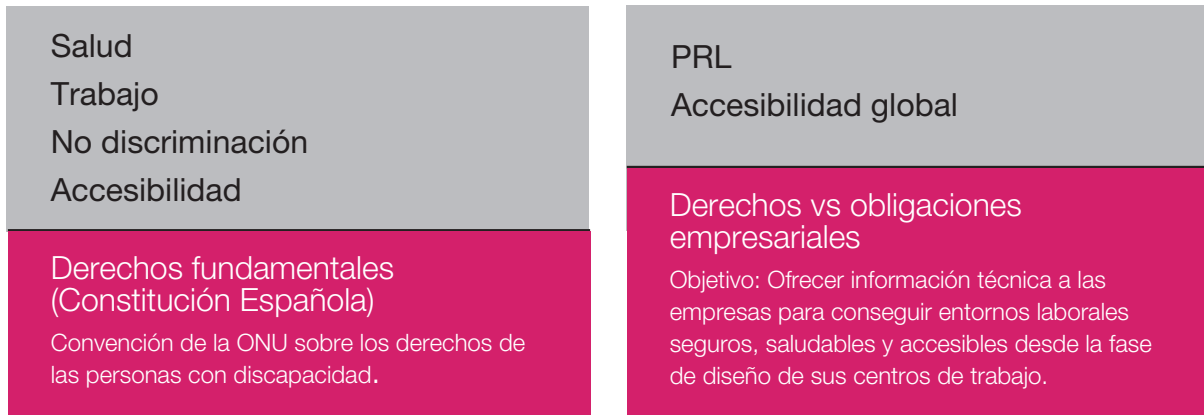 Salud
Trabajo
No discriminación
Accesibilidad
Derechos fundamentales
(Constitución Española)
Convención de la ONU sobre los derechos de
las personas con discapacidad.
PRL
Accesibilidad global
Derechos vs obligaciones
empresariales
Objetivo: Ofrecer información técnica a las
empresas para conseguir entornos laborales
seguros, saludables y accesibles desde la fase
de diseño de sus centros de trabajo.